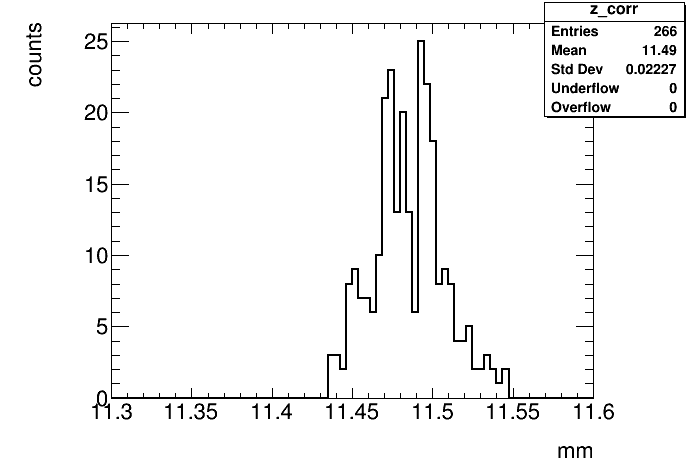 z_corr
Entries 266
Mean 11.49
Std Dev 0.02227
Underflow 0
Overflow 0
counts
25
20
15
10
5
0
11.3 11.35 11.4 11.45 11.5 11.55 11.6
mm